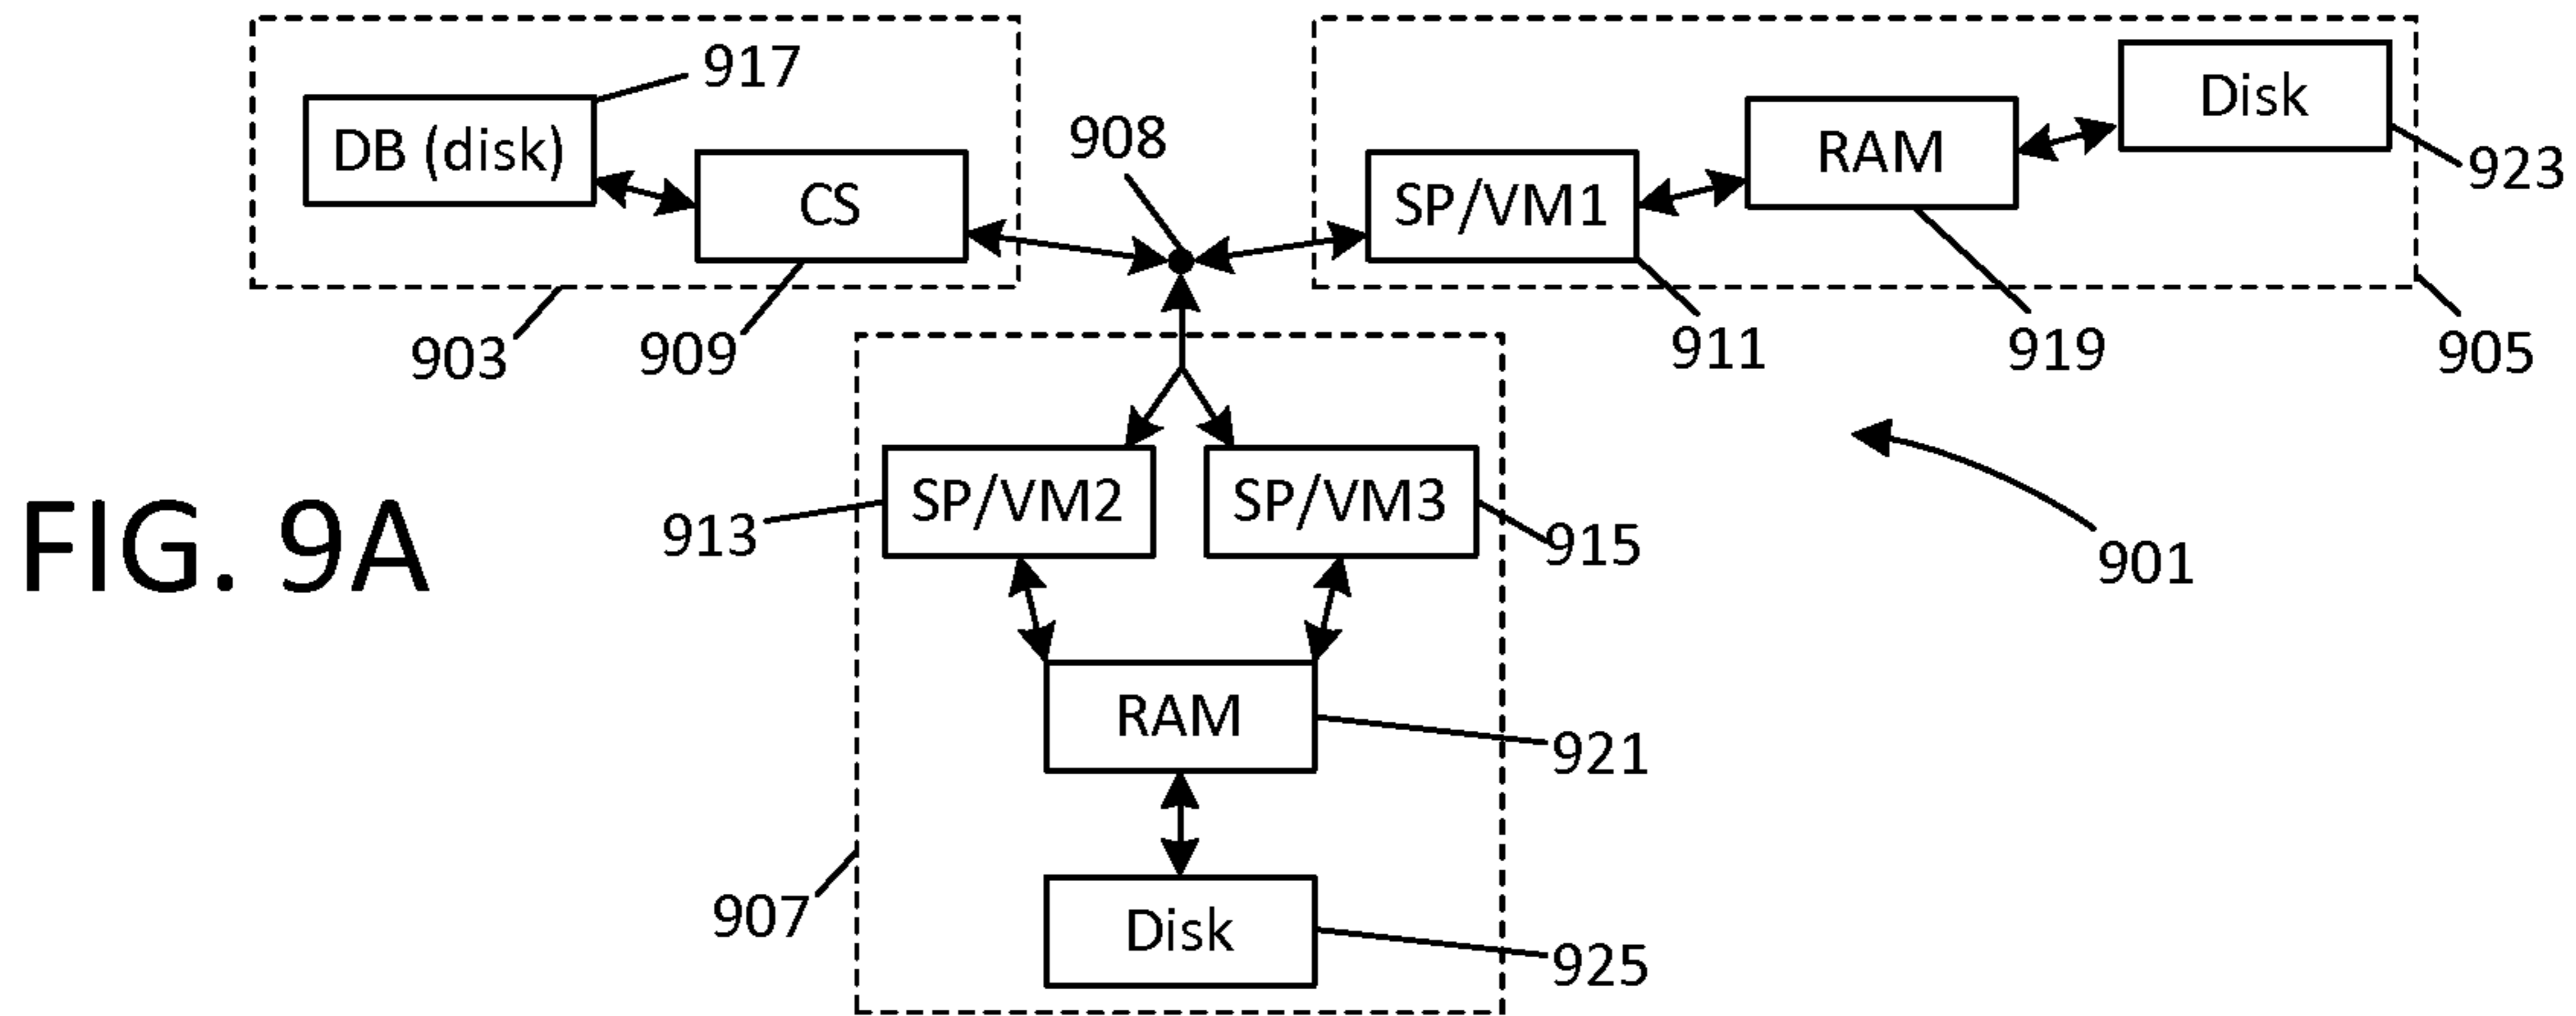 917
DB (disk)
CS
903
909
908
SP/VM1
RAM
Disk
923
911
919
905
901
FIG. 9A
SP/VM2
SP/VM3
913
915
RAM
921
Disk
907
925